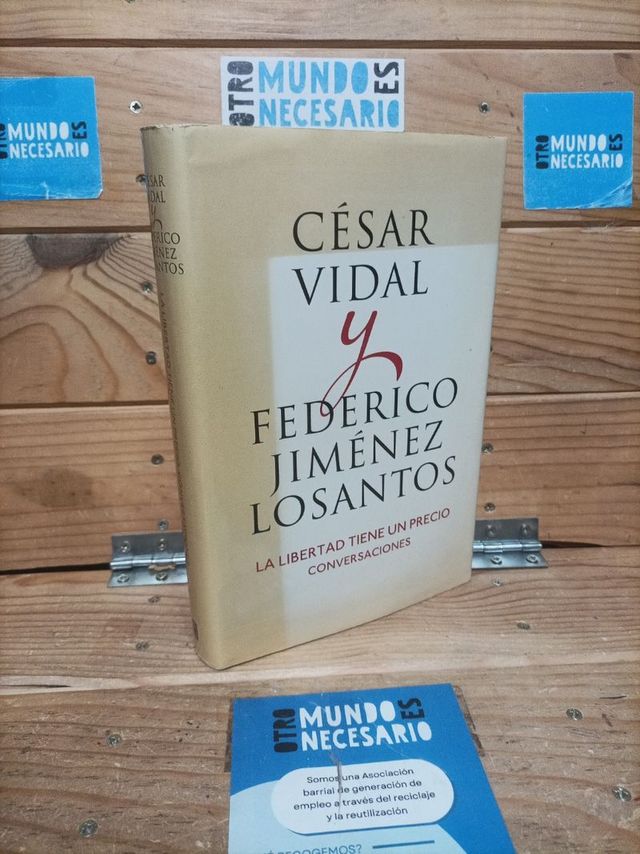 OTRO MUNDO ES NECESARIO
OTRO MUNDO ES NECESARIO
OTRO MUNDO ES NECESARIO
CÉSAR
VIDAL
y
FEDERICO
JIMÉNEZ
LOSANTOS
LA LIBERTAD TIENE UN PRECIO
CONVERSACIONES
VIDAL
y
OTRO MUNDO ES NECESARIO
Somos una Asociación
barrial de generación de
empleo a través del reciclaje
y la reutilización